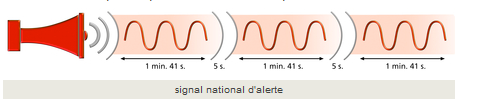 1 min. 41 s. 5 s. 1 min. 41 s. 5 s. 1 min. 41 s.
signal national d'alerte